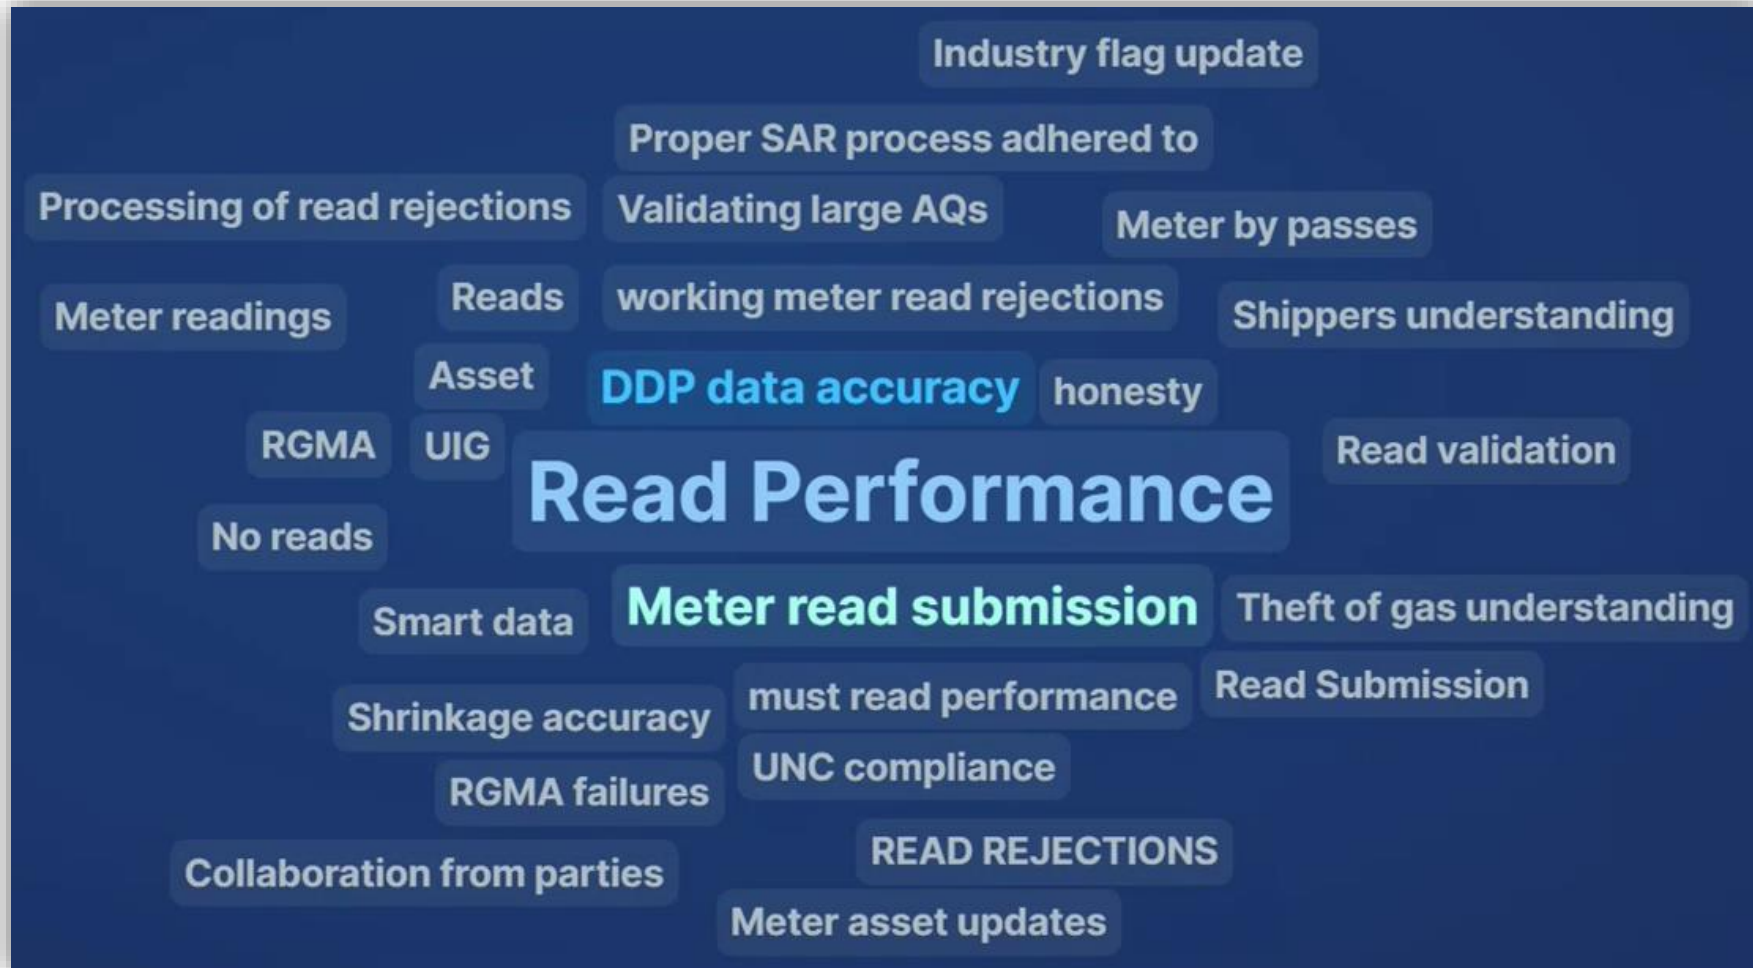 Industry flag update
Proper SAR process adhered to
Processing of read rejections
Validating large AQs
Meter by passes
Meter readings
Reads
working meter read rejections
Shippers understanding
Asset
DDP data accuracy
honesty
RGMA
UIG
Read Performance
Read validation
No reads
Smart data
Meter read submission
Theft of gas understanding
Shrinkage accuracy
must read performance
Read Submission
RGMA failures
UNC compliance
Collaboration from parties
READ REJECTIONS
Meter asset updates